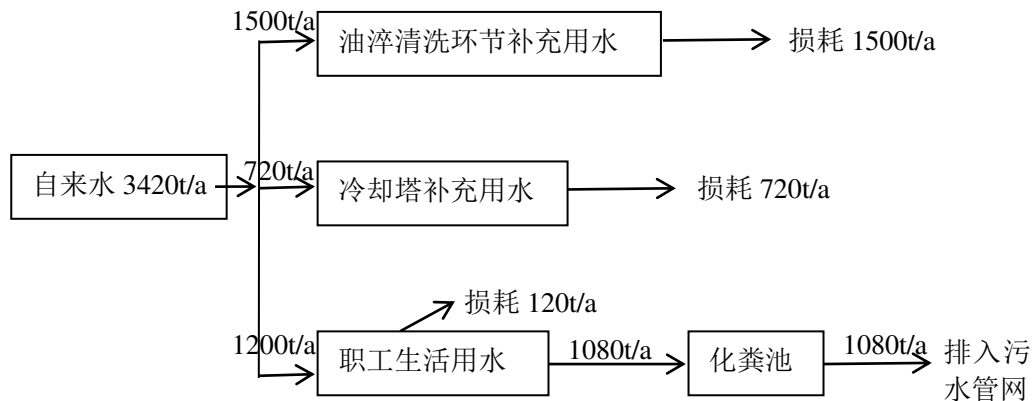 1500t/a
油淬清洗环节补充用水
损耗 1500t/a
自来水 3420t/a
720t/a
冷却塔补充用水
损耗 720t/a
损耗 120t/a
1200t/a
职工生活用水
1080t/a
化粪池
1080t/a
排入污
水管网